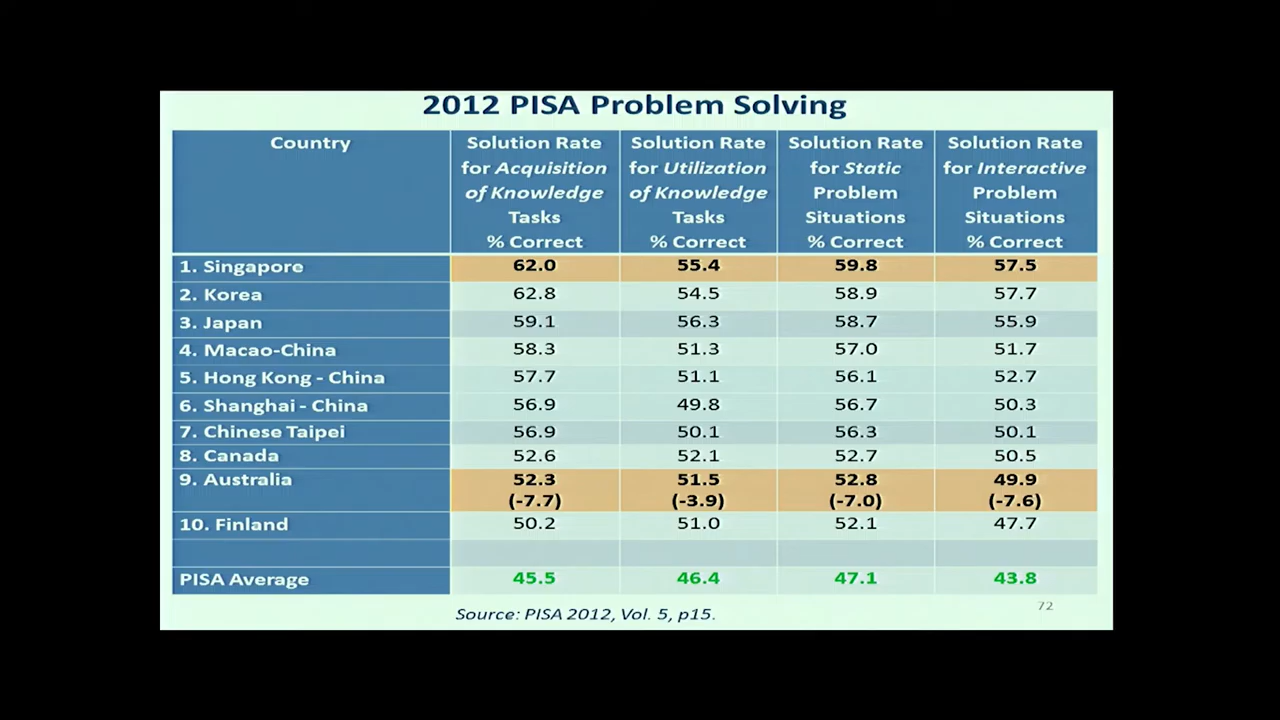 2012 PISA Problem Solving
Country
Solution Rate for Acquisition of Knowledge Tasks % Correct
Solution Rate for Utilization of Knowledge Tasks % Correct
Solution Rate for Static Problem Situations % Correct
Solution Rate for Interactive Problem Situations % Correct
1. Singapore 62.0 55.4 59.8 57.5
2. Korea 62.8 54.5 58.9 57.7
3. Japan 59.1 56.3 58.7 55.9
4. Macao-China 58.3 51.3 57.0 51.7
5. Hong Kong - China 57.7 51.1 56.1 52.7
6. Shanghai - China 56.9 49.8 56.7 50.3
7. Chinese Taipei 56.9 50.1 56.3 50.1
8. Canada 52.6 52.1 52.7 50.5
9. Australia 52.3 51.5 52.8 49.9
(-7.7) (-3.9) (-7.0) (-7.6)
10. Finland 50.2 51.0 52.1 47.7
PISA Average 45.5 46.4 47.1 43.8
Source: PISA 2012, Vol. 5, p15.
72